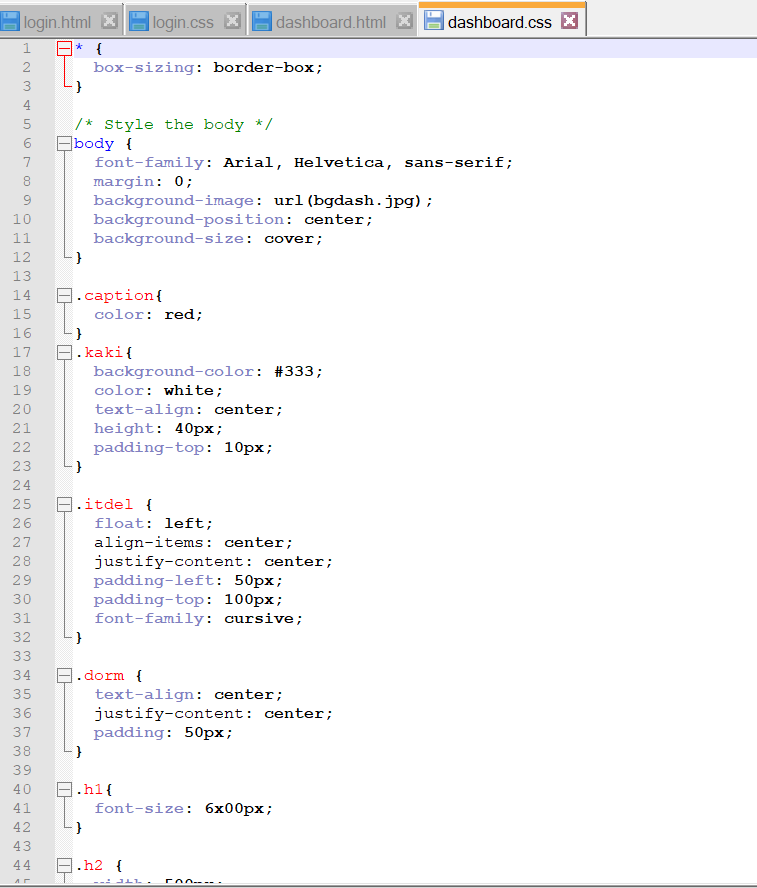 login.html login.css dashboard.html dashboard.css
1 * {
2 box-sizing: border-box;
3 }
4
5 /* Style the body */
6 body {
7 font-family: Arial, Helvetica, sans-serif;
8 margin: 0;
9 background-image: url(bgdash.jpg);
10 background-position: center;
11 background-size: cover;
12 }
13
14 .caption{
15 color: red;
16 }
17 .kaki{
18 background-color: #333;
19 color: white;
20 text-align: center;
21 height: 40px;
22 padding-top: 10px;
23 }
24
25 .itdel {
26 float: left;
27 align-items: center;
28 justify-content: center;
29 padding-left: 50px;
30 padding-top: 100px;
31 font-family: cursive;
32 }
33
34 .dorm {
35 text-align: center;
36 justify-content: center;
37 padding: 50px;
38 }
39
40 .h1{
41 font-size: 6x00px;
42 }
43
44 .h2 {